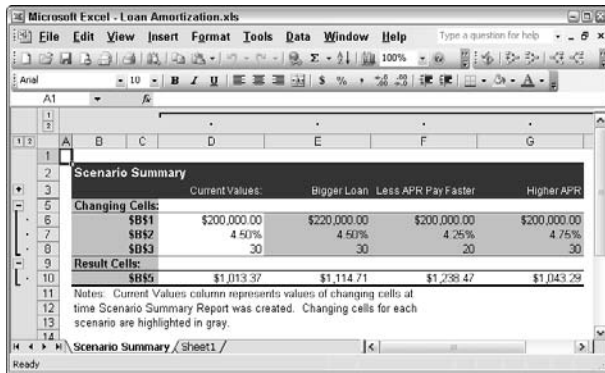 Microsoft Excel - Loan Amortization.xls
File Edit View Insert Format Tools Data Window Help Type a question for help
100%
Arial 10 B I U $ % , A
A1 fx
1
2
1 2 A B C D E F G
1
2 Scenario Summary
3 Current Values: Bigger Loan Less APR Pay Faster Higher APR
5 Changing Cells:
6 $B$1 $200,000.00 $220,000.00 $200,000.00 $200,000.00
7 $B$2 4.50% 4.50% 4.25% 4.75%
8 $B$3 30 30 20 30
9 Result Cells:
10 $B$5 $1,013.37 $1,114.71 $1,238.47 $1,043.29
11 Notes: Current Values column represents values of changing cells at
12 time Scenario Summary Report was created. Changing cells for each
13 scenario are highlighted in gray.
14
Scenario Summary / Sheet1 /
Ready